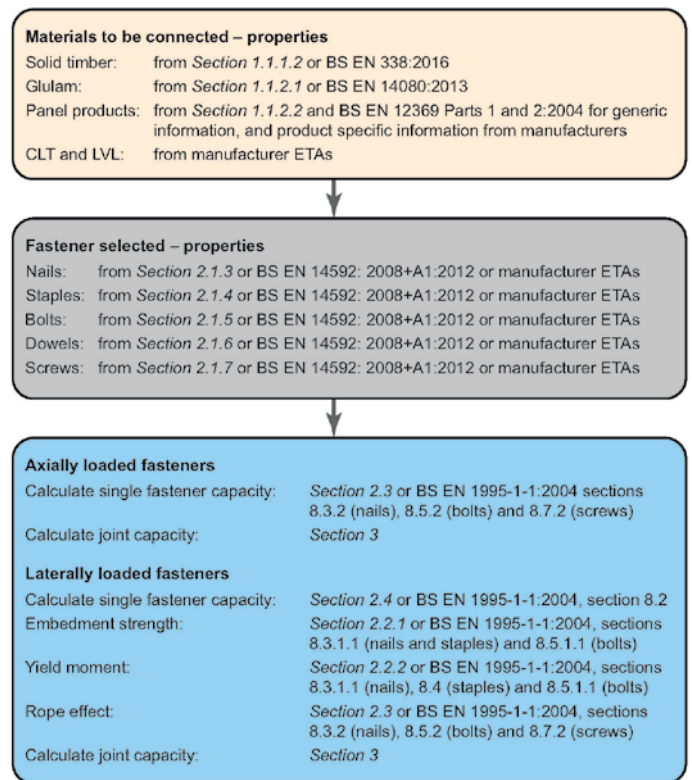 Materials to be connected – properties
Solid timber: from Section 1.1.1.2 or BS EN 338:2016
Glulam: from Section 1.1.2.1 or BS EN 14080:2013
Panel products: from Section 1.1.2.2 and BS EN 12369 Parts 1 and 2:2004 for generic
information, and product specific information from manufacturers
CLT and LVL: from manufacturer ETAs
Fastener selected – properties
Nails: from Section 2.1.3 or BS EN 14592: 2008+A1:2012 or manufacturer ETAs
Staples: from Section 2.1.4 or BS EN 14592: 2008+A1:2012 or manufacturer ETAs
Bolts: from Section 2.1.5 or BS EN 14592: 2008+A1:2012 or manufacturer ETAs
Dowels: from Section 2.1.6 or BS EN 14592: 2008+A1:2012 or manufacturer ETAs
Screws: from Section 2.1.7 or BS EN 14592: 2008+A1:2012 or manufacturer ETAs
Axially loaded fasteners
Calculate single fastener capacity: Section 2.3 or BS EN 1995-1-1:2004 sections
8.3.2 (nails), 8.5.2 (bolts) and 8.7.2 (screws)
Calculate joint capacity: Section 3
Laterally loaded fasteners
Calculate single fastener capacity: Section 2.4 or BS EN 1995-1-1:2004, section 8.2
Embedment strength: Section 2.2.1 or BS EN 1995-1-1:2004, sections
8.3.1.1 (nails and staples) and 8.5.1.1 (bolts)
Yield moment: Section 2.2.2 or BS EN 1995-1-1:2004, sections
8.3.1.1 (nails), 8.4 (staples) and 8.5.1.1 (bolts)
Rope effect: Section 2.3 or BS EN 1995-1-1:2004, sections
8.3.2 (nails), 8.5.2 (bolts) and 8.7.2 (screws)
Calculate joint capacity: Section 3